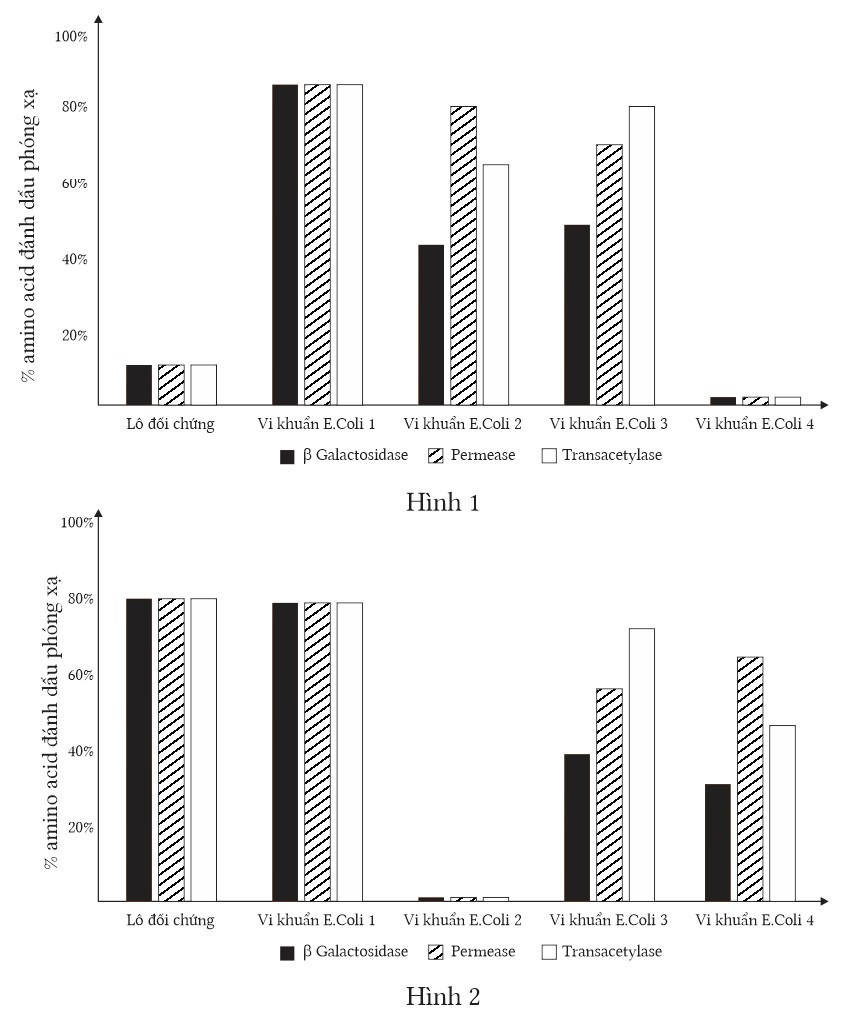 100%
80%
60%
40%
20%
% amino acid đánh dấu phóng xạ
Lô đối chứng Vi khuẩn E.Coli 1 Vi khuẩn E.Coli 2 Vi khuẩn E.Coli 3 Vi khuẩn E.Coli 4
β Galactosidase Permease Transacetylase
Hình 1
100%
80%
60%
40%
20%
% amino acid đánh dấu phóng xạ
Lô đối chứng Vi khuẩn E.Coli 1 Vi khuẩn E.Coli 2 Vi khuẩn E.Coli 3 Vi khuẩn E.Coli 4
β Galactosidase Permease Transacetylase
Hình 2